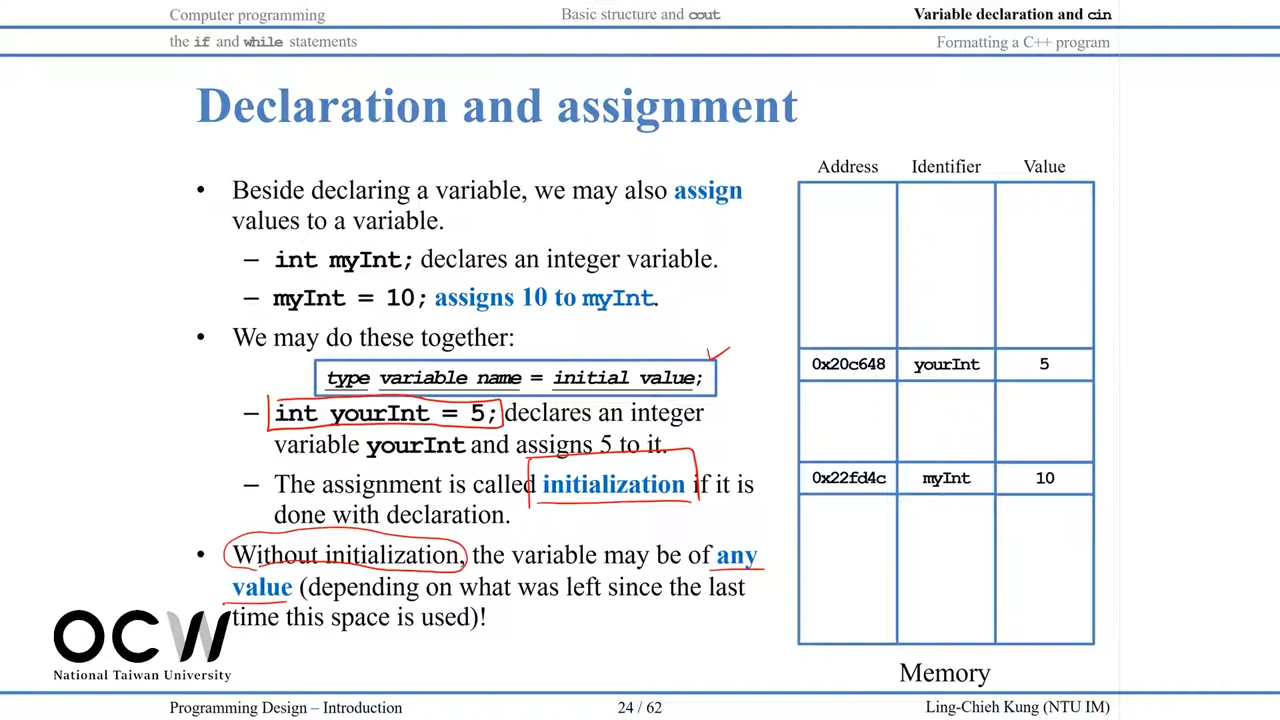 Computer programming
Basic structure and cout
Variable declaration and cin
the if and while statements
Formatting a C++ program
Declaration and assignment
• Beside declaring a variable, we may also assign
values to a variable.
– int myInt; declares an integer variable.
– myInt = 10; assigns 10 to myInt.
• We may do these together:
type variable name = initial value;
– int yourInt = 5; declares an integer
variable yourInt and assigns 5 to it.
– The assignment is called initialization if it is
done with declaration.
• Without initialization, the variable may be of any
value (depending on what was left since the last
time this space is used)!
Address Identifier Value
0x20c648 yourInt 5
0x22fd4c myInt 10
Memory
OCW
National Taiwan University
Programming Design – Introduction
24 / 62
Ling-Chieh Kung (NTU IM)